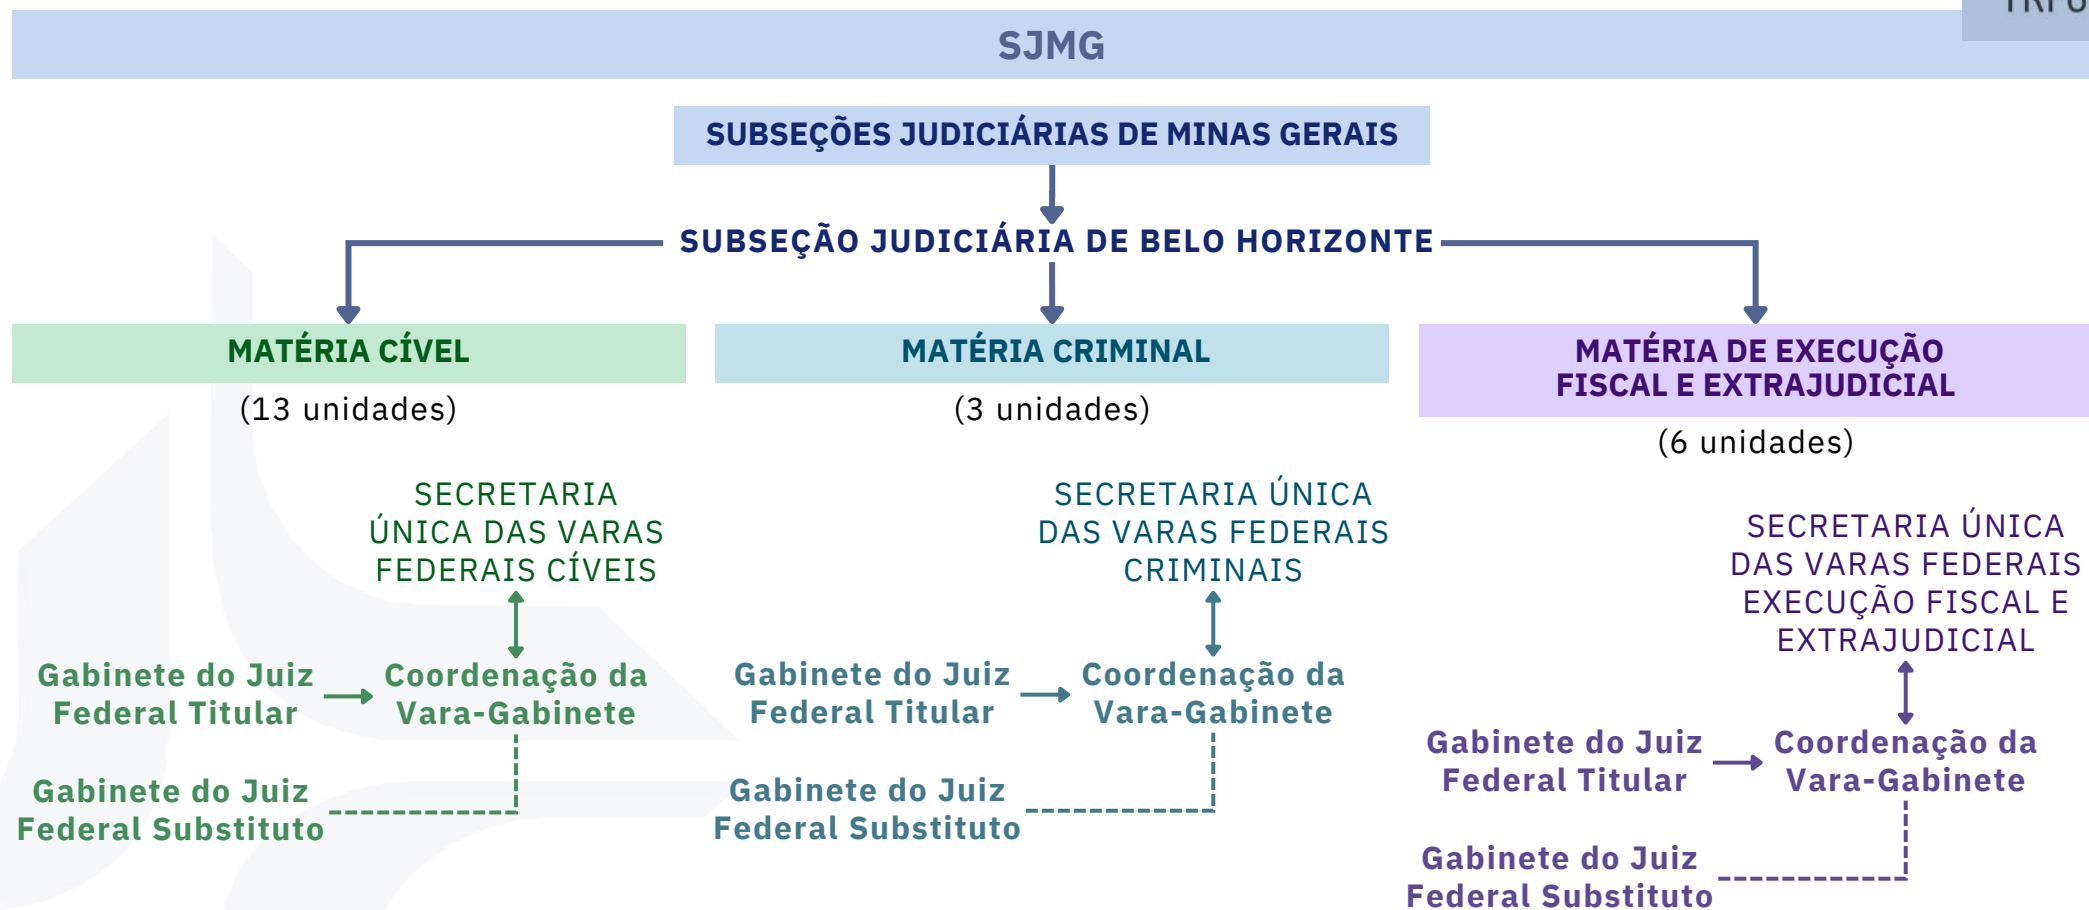 SJMG
SUBSEÇÕES JUDICIÁRIAS DE MINAS GERAIS
SUBSEÇÃO JUDICIÁRIA DE BELO HORIZONTE
MATÉRIA CÍVEL
(13 unidades)
SECRETARIA
ÚNICA DAS VARAS
FEDERAIS CÍVEIS
Gabinete do Juiz
Federal Titular
Coordenação da
Vara-Gabinete
Gabinete do Juiz
Federal Substituto
MATÉRIA CRIMINAL
(3 unidades)
SECRETARIA ÚNICA
DAS VARAS FEDERAIS
CRIMINAIS
Gabinete do Juiz
Federal Titular
Coordenação da
Vara-Gabinete
Gabinete do Juiz
Federal Substituto
MATÉRIA DE EXECUÇÃO
FISCAL E EXTRAJUDICIAL
(6 unidades)
SECRETARIA ÚNICA
DAS VARAS FEDERAIS
EXECUÇÃO FISCAL E
EXTRAJUDICIAL
Gabinete do Juiz
Federal Titular
Coordenação da
Vara-Gabinete
Gabinete do Juiz
Federal Substituto